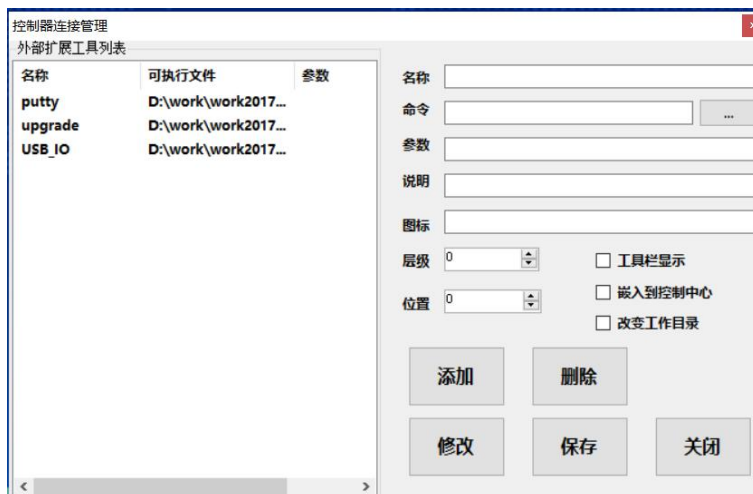 控制器连接管理
外部扩展工具列表
名称 可执行文件 参数
putty D:\work\work2017...
upgrade D:\work\work2017...
USB_IO D:\work\work2017...
名称
命令 ...
参数
说明
图标
层级 0 工具栏显示
嵌入到控制中心
位置 0
改变工作目录
添加 删除
修改 保存 关闭